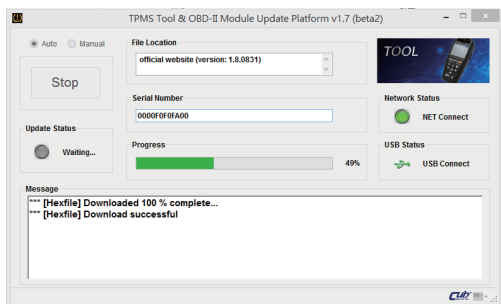 TPMS Tool & OBD-II Module Update Platform v1.7 (beta2)
Auto
Manual
File Location
official website (version: 1.8.0831)
TOOL
Stop
Serial Number
0000F0F0FA00
Network Status
NET Connect
Update Status
Waiting...
Progress
49%
USB Status
USB Connect
Message
*** [Hexfile] Downloaded 100 % complete...
*** [Hexfile] Download successful
Cub